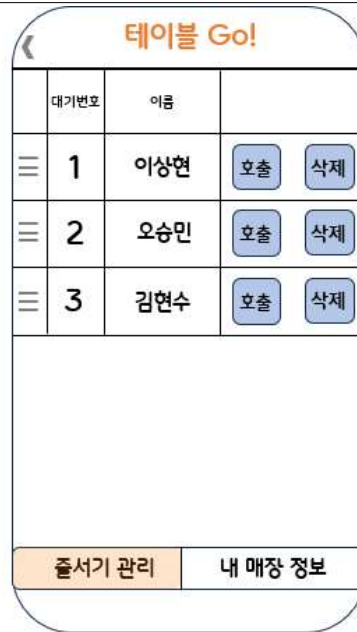 테이블 Go!
대기번호 이름
1 이상현 호출 삭제
2 오승민 호출 삭제
3 김현수 호출 삭제
줄서기 관리 내 매장 정보